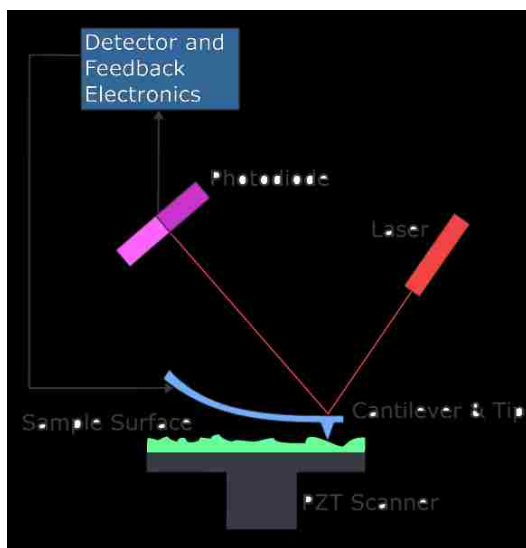 Detector and
Feedback
Electronics
Photodiode
Laser
Cantilever & Tip
Sample Surface
PZT Scanner